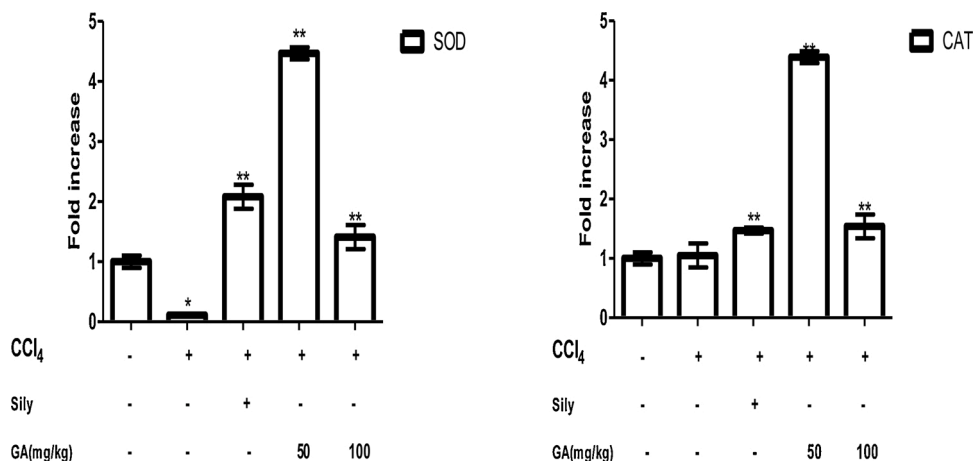 SOD
Fold increase
5
4
3
2
1
0
*
**
**
**
CCl₄ - + + + +
Sily - - + - -
GA(mg/kg) - - - 50 100
CAT
Fold increase
5
4
3
2
1
0
**
**
**
CCl₄ - + + + +
Sily - - + - -
GA(mg/kg) - - - 50 100